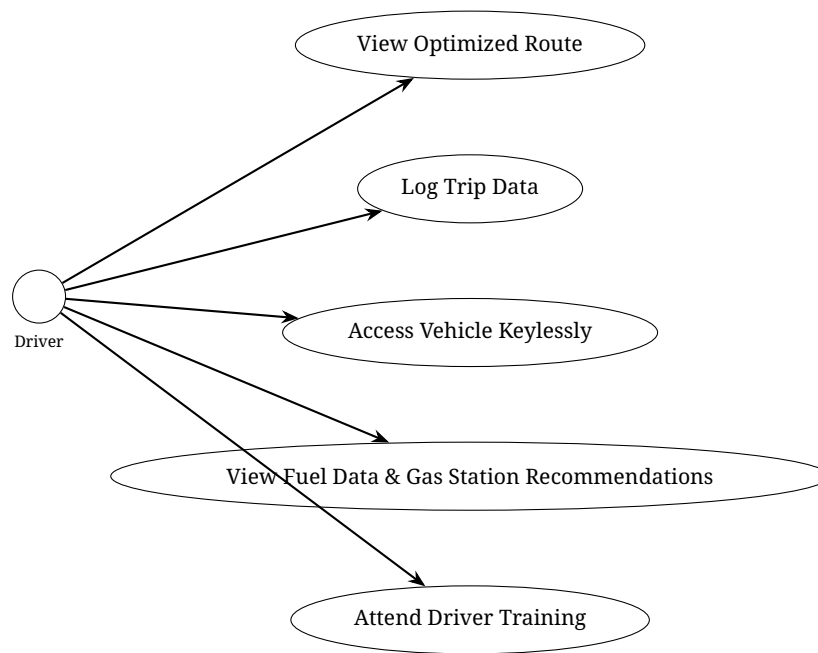 View Optimized Route
Log Trip Data
Driver
Access Vehicle Keylessly
View Fuel Data & Gas Station Recommendations
Attend Driver Training